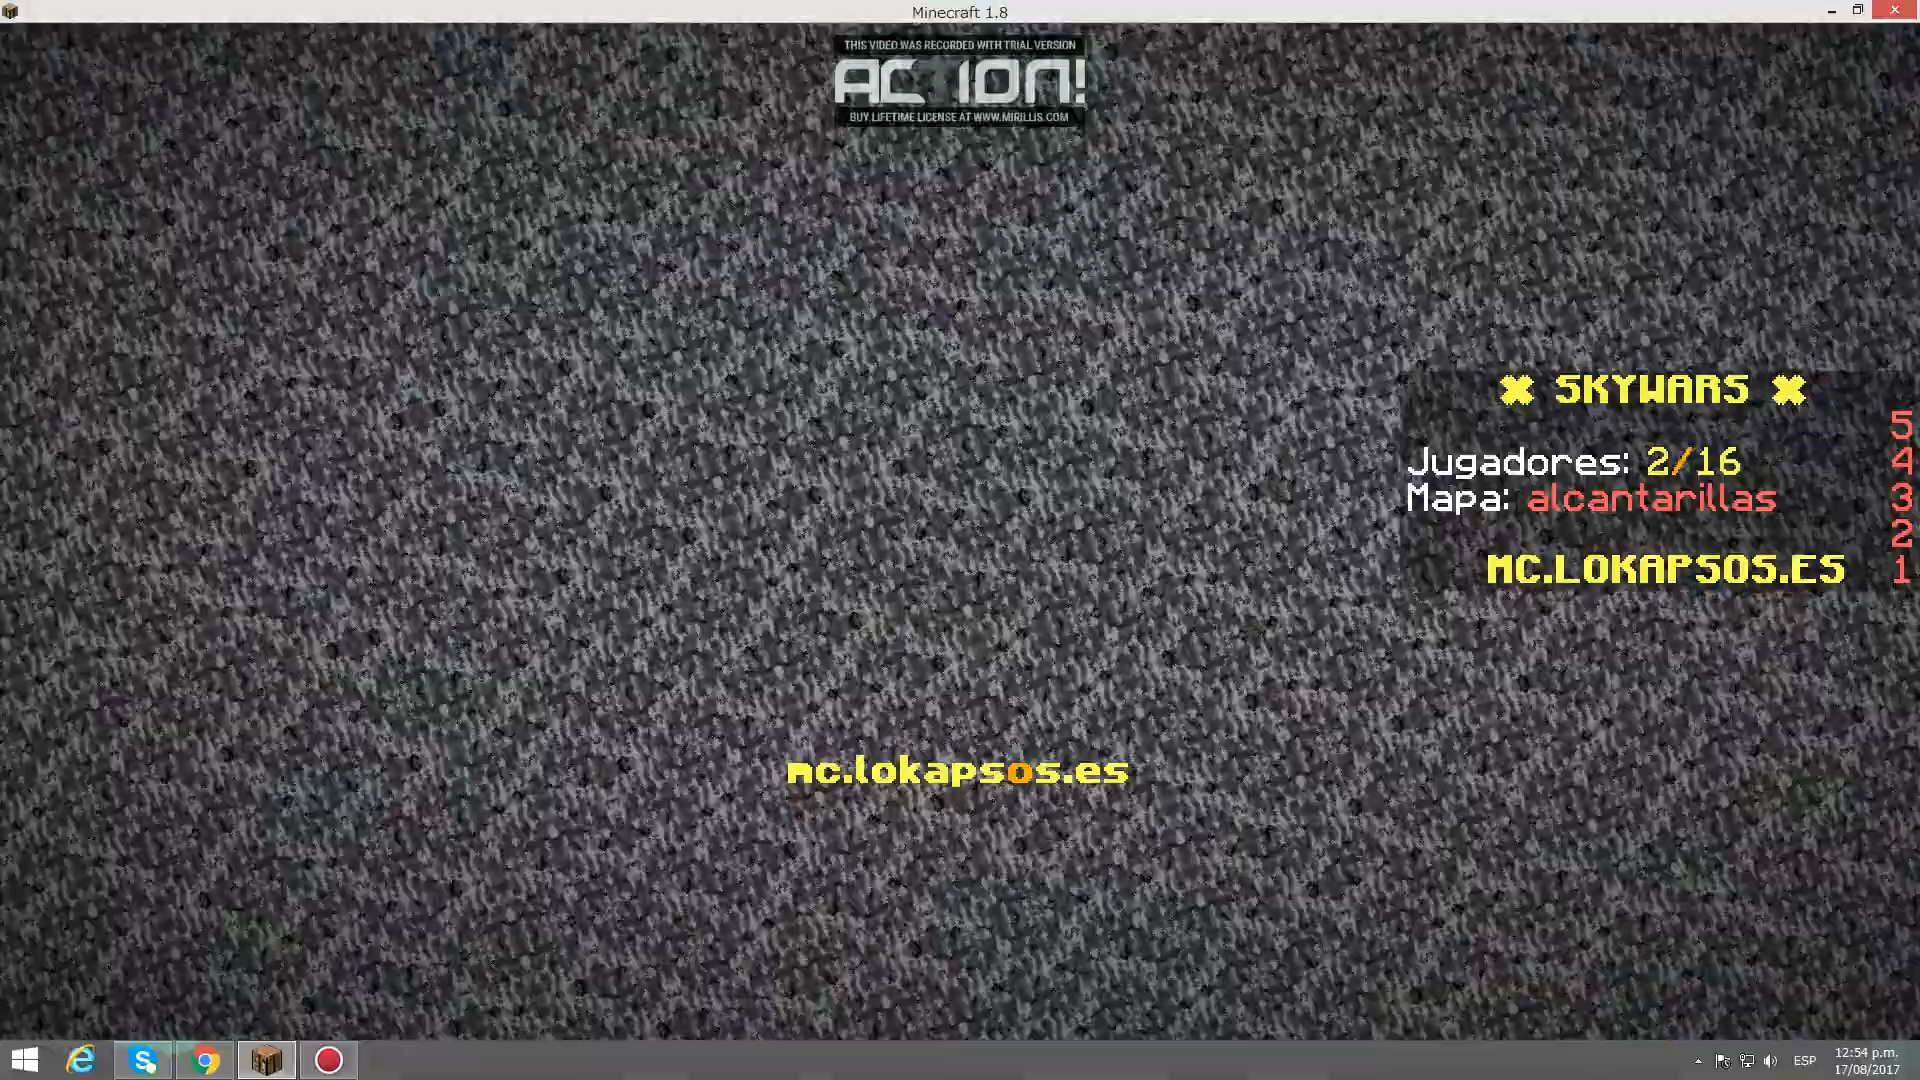 Minecraft 1.8
THIS VIDEO WAS RECORDED WITH TRIAL VERSION
ACTION!
BUY LIFETIME LICENSE AT WWW.MIRILLIS.COM
✖ SKYWARS ✖
5
Jugadores: 2/16 4
Mapa: alcantarillas 3
2
MC.LOKAPSOS.ES 1
mc.lokapsos.es
ESP
12:54 p.m.
17/08/2017